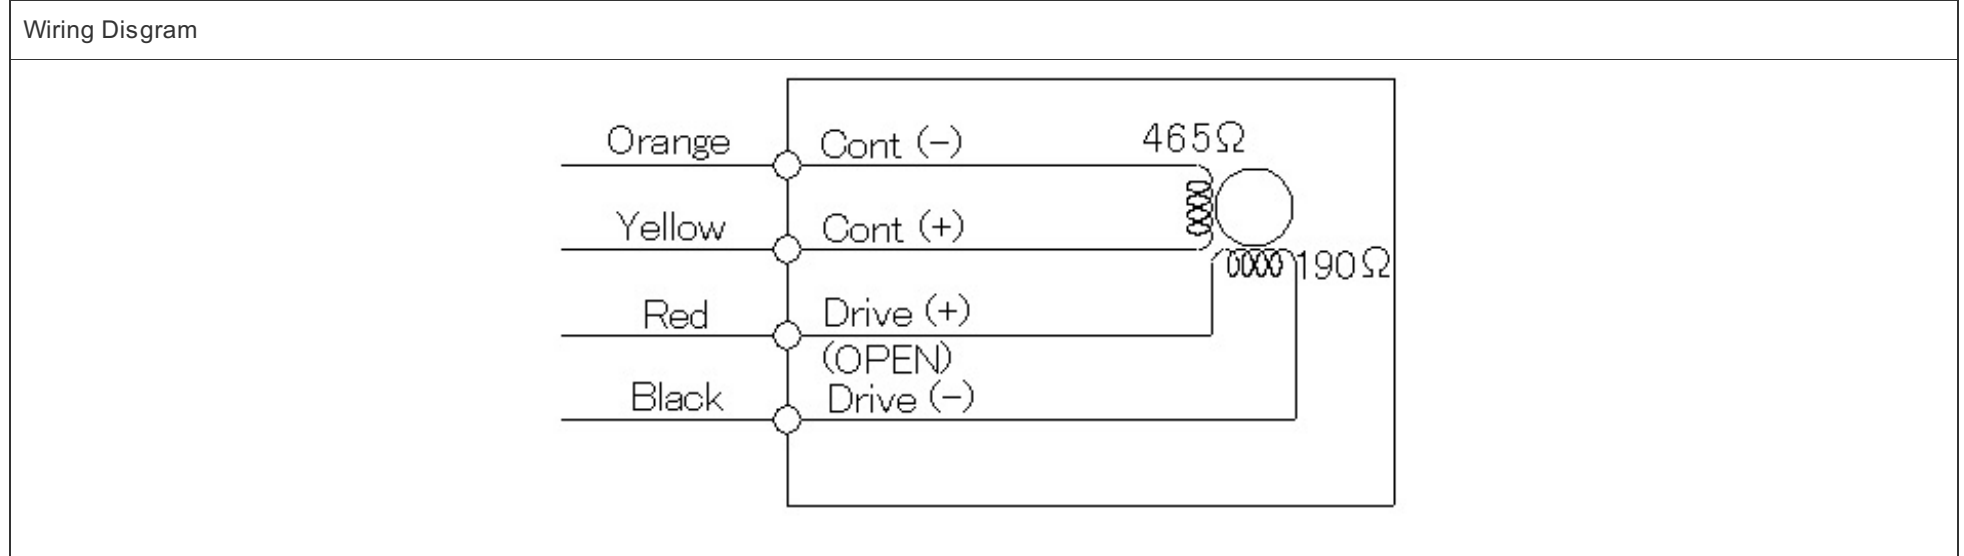 Wiring Disgram
Orange Cont (−) 465Ω
Yellow Cont (+)
190Ω
Red Drive (+)
(OPEN)
Black Drive (−)